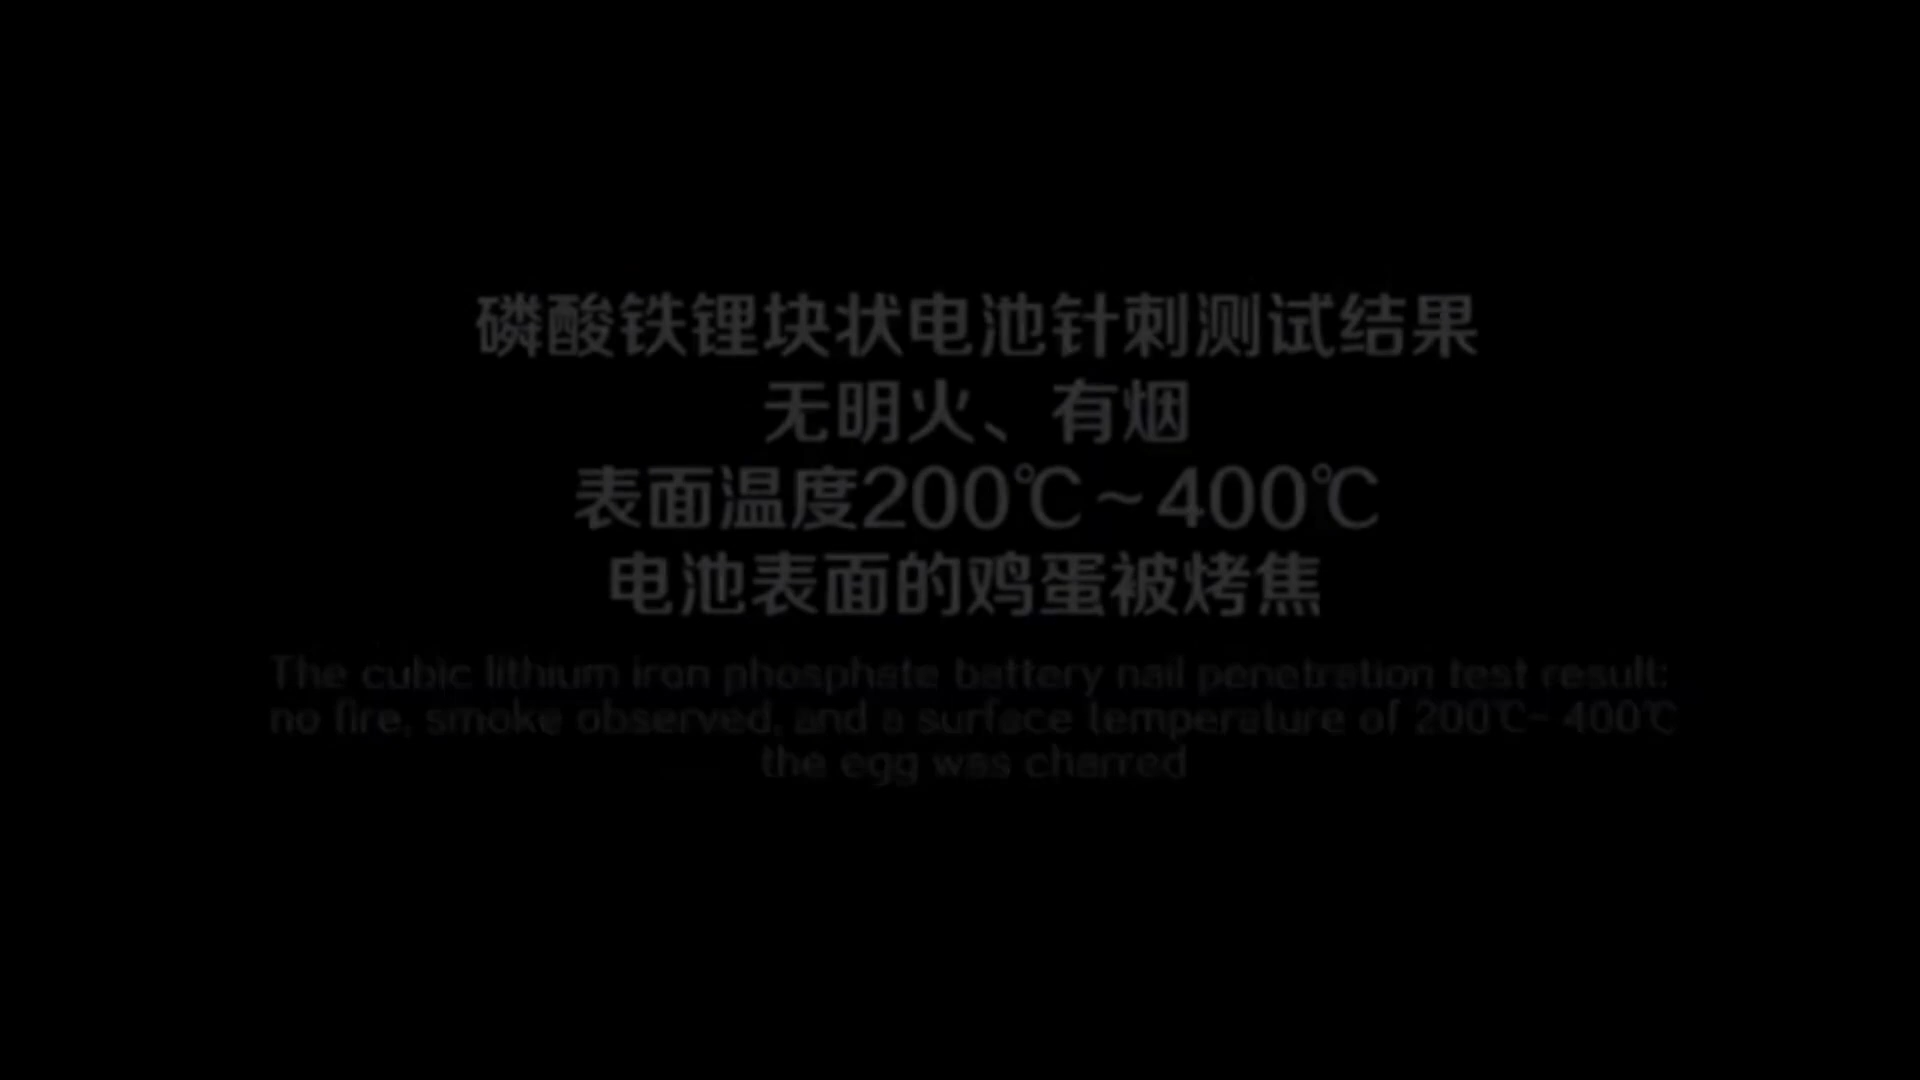 磷酸铁锂块状电池针刺测试结果
无明火、有烟
表面温度200℃~400℃
电池表面的鸡蛋被烤焦
The cubic lithium iron phosphate battery nail penetration test result:
no fire, smoke observed, and a surface temperature of 200℃~ 400℃
the egg was charred